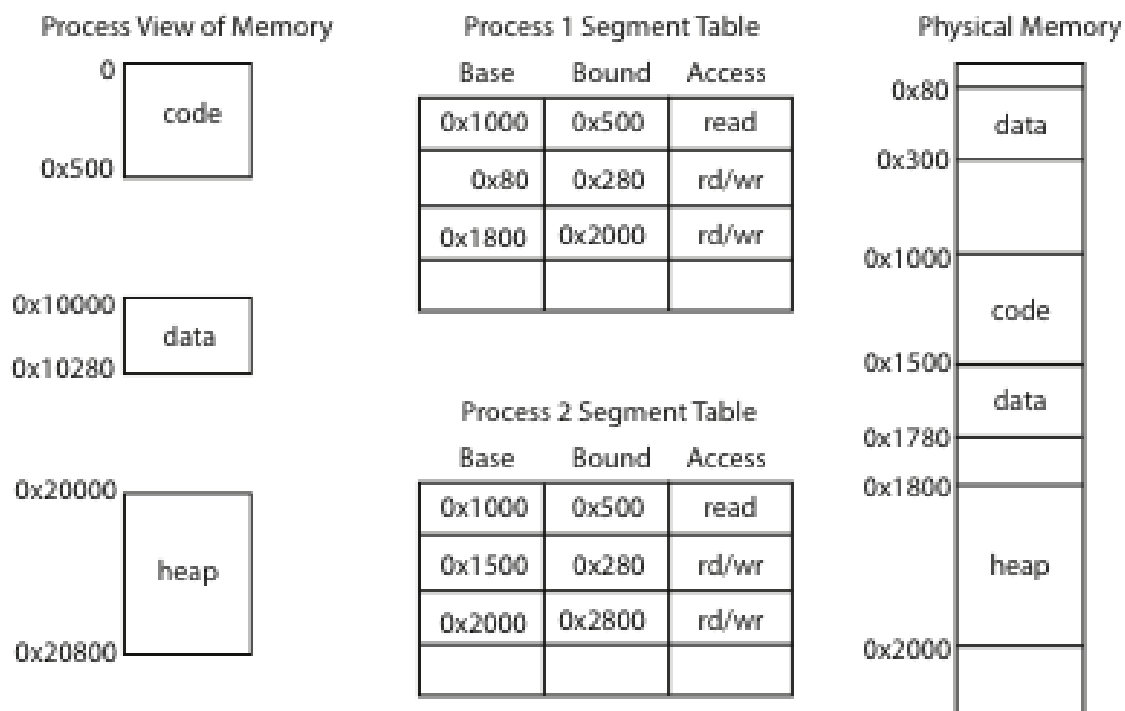 Process View of Memory
0
code
0x500
0x10000
data
0x10280
0x20000
heap
0x20800
Process 1 Segment Table
Base Bound Access
0x1000 0x500 read
0x80 0x280 rd/wr
0x1800 0x2000 rd/wr
Process 2 Segment Table
Base Bound Access
0x1000 0x500 read
0x1500 0x280 rd/wr
0x2000 0x2800 rd/wr
Physical Memory
0x80
data
0x300
0x1000
code
0x1500
data
0x1780
0x1800
heap
0x2000